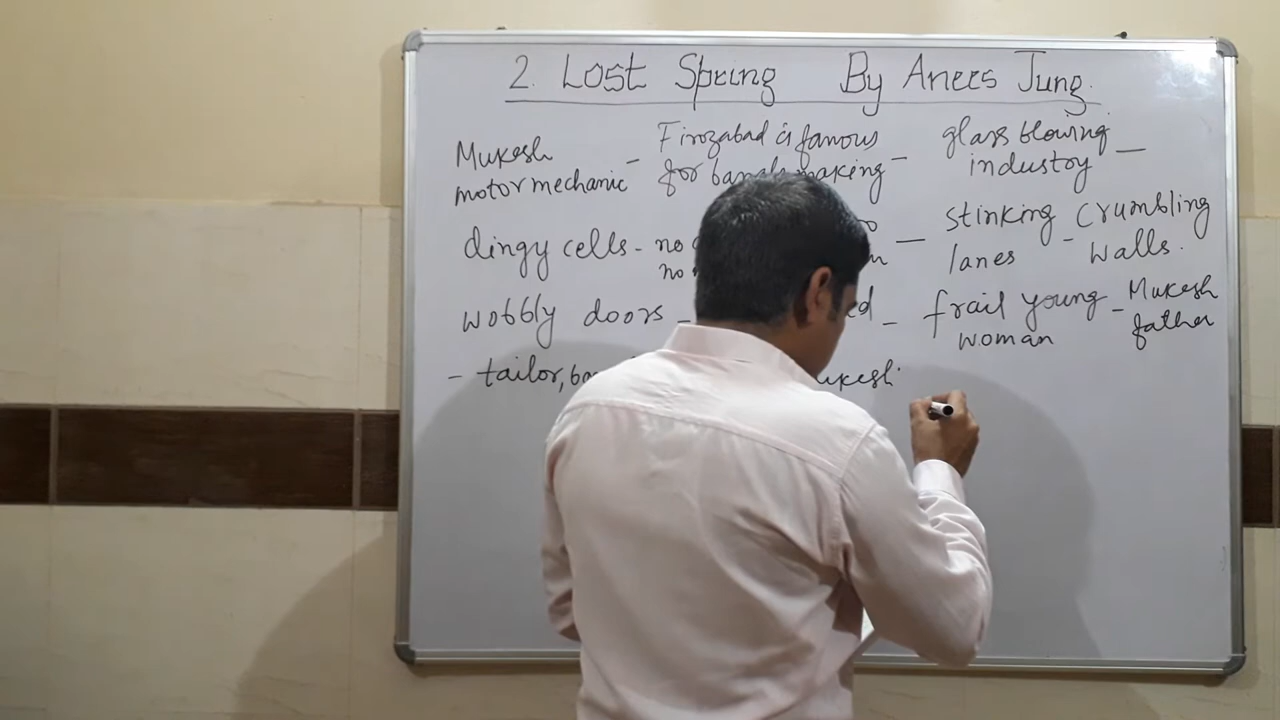 2. Lost Spring By Anees Jung.
Mukesh - Firozabad is famous glass blowing
motor mechanic for bangle making - industry -
dingy cells - no - stinking - crumbling
no lanes walls.
wobbly doors - - frail young - Mukesh
woman father
- tailor,